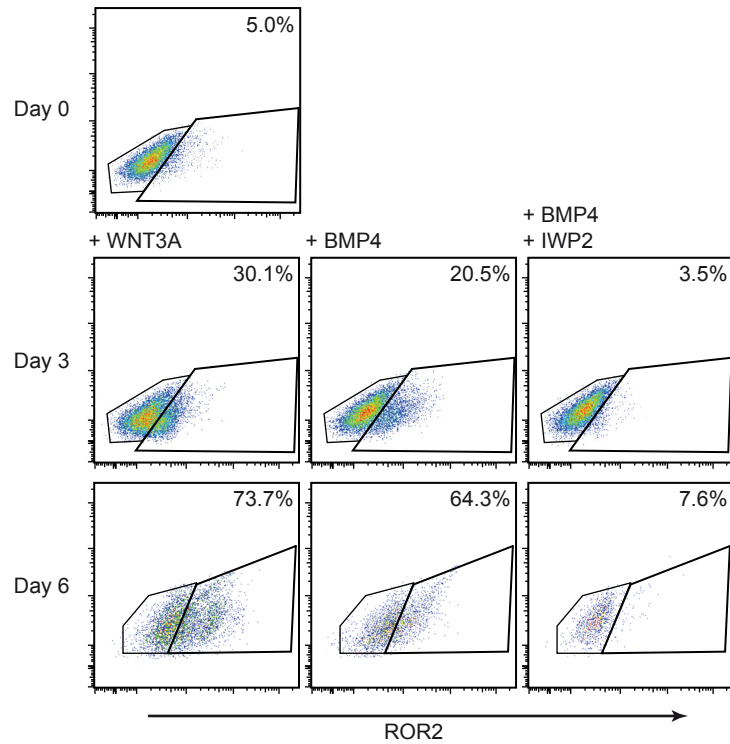 5.0%
Day 0
+ BMP4
+ WNT3A + BMP4 + IWP2
30.1% 20.5% 3.5%
Day 3
73.7% 64.3% 7.6%
Day 6
ROR2